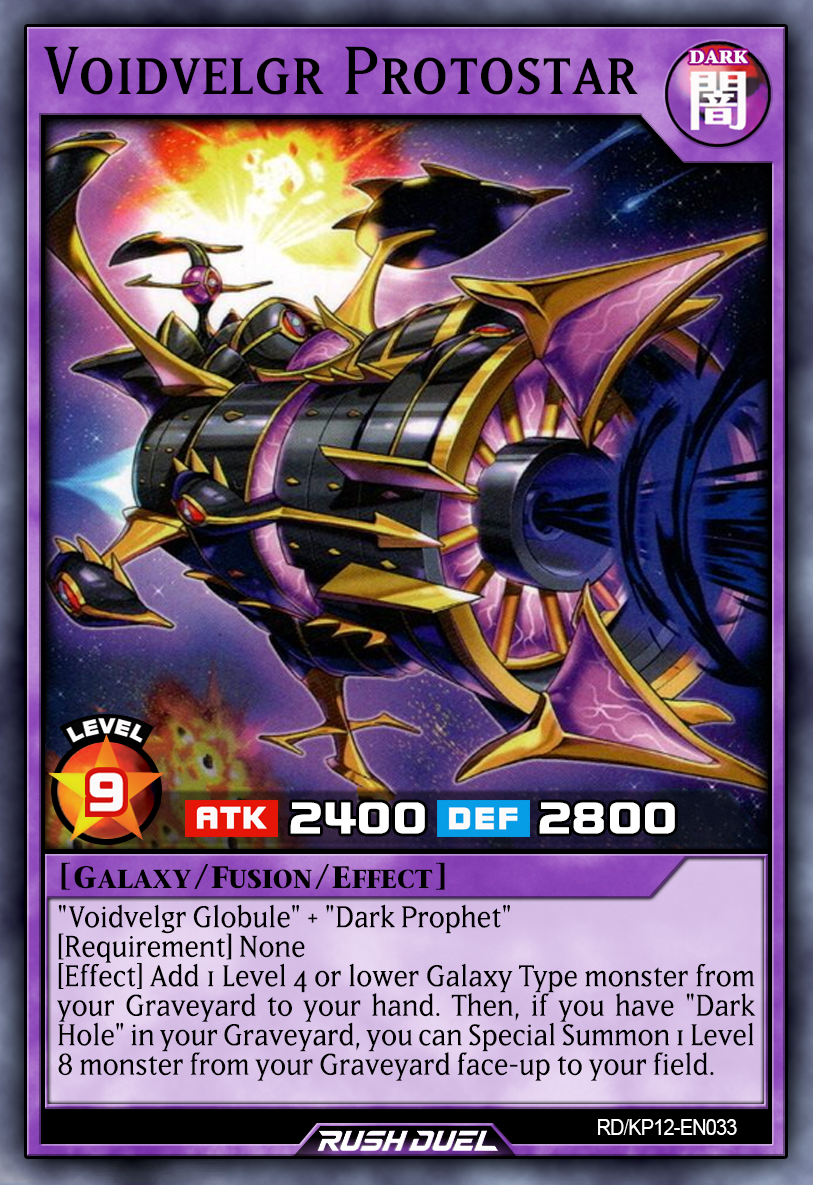 Voidvelgr Protostar
DARK
闇
LEVEL
9
ATK 2400 DEF 2800
[Galaxy/Fusion/Effect]
"Voidvelgr Globule" + "Dark Prophet"
[Requirement] None
[Effect] Add 1 Level 4 or lower Galaxy Type monster from
your Graveyard to your hand. Then, if you have "Dark
Hole" in your Graveyard, you can Special Summon 1 Level
8 monster from your Graveyard face-up to your field.
RD/KP12-EN033
RUSH DUEL